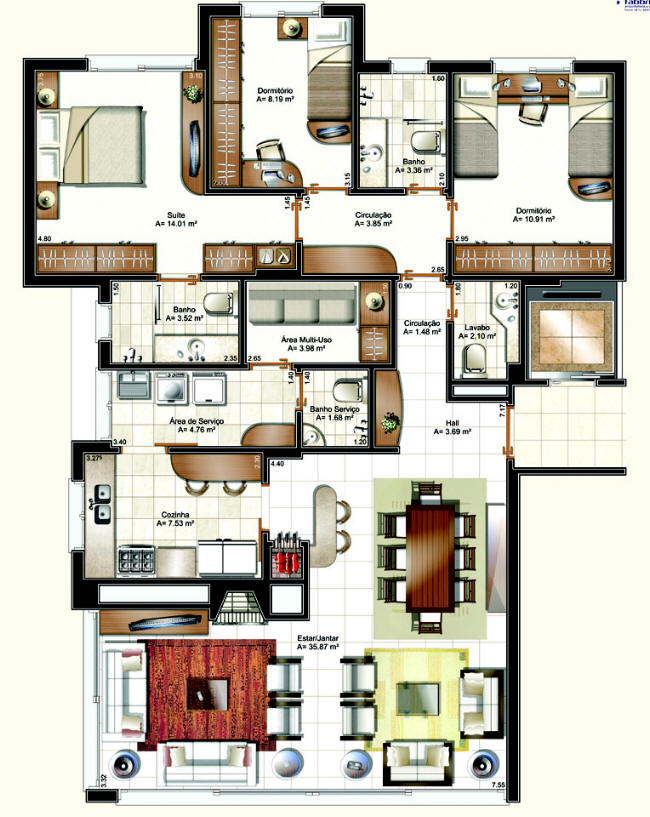 fabbri
Dormitório
A= 8.19 m²
3.10
1.60
Banho
A= 3.36 m²
2.10
3.15
2.60
Suíte
A= 14.01 m²
4.80
1.45
1.45
Circulação
A= 3.85 m²
Dormitório
A= 10.91 m²
2.95
2.65
1.50
Banho
A= 3.52 m²
2.35
Área Multi-Uso
A= 3.98 m²
2.65
0.90
Circulação
A= 1.48 m²
1.80
1.20
Lavabo
A= 2.10 m²
1.40
1.40
Área de Serviço
A= 4.76 m²
3.40
Banho Serviço
A= 1.68 m²
1.20
Hall
A= 3.69 m²
7.17
3.275
4.40
Cozinha
A= 7.53 m²
Estar/Jantar
A= 35.87 m²
3.32
7.55